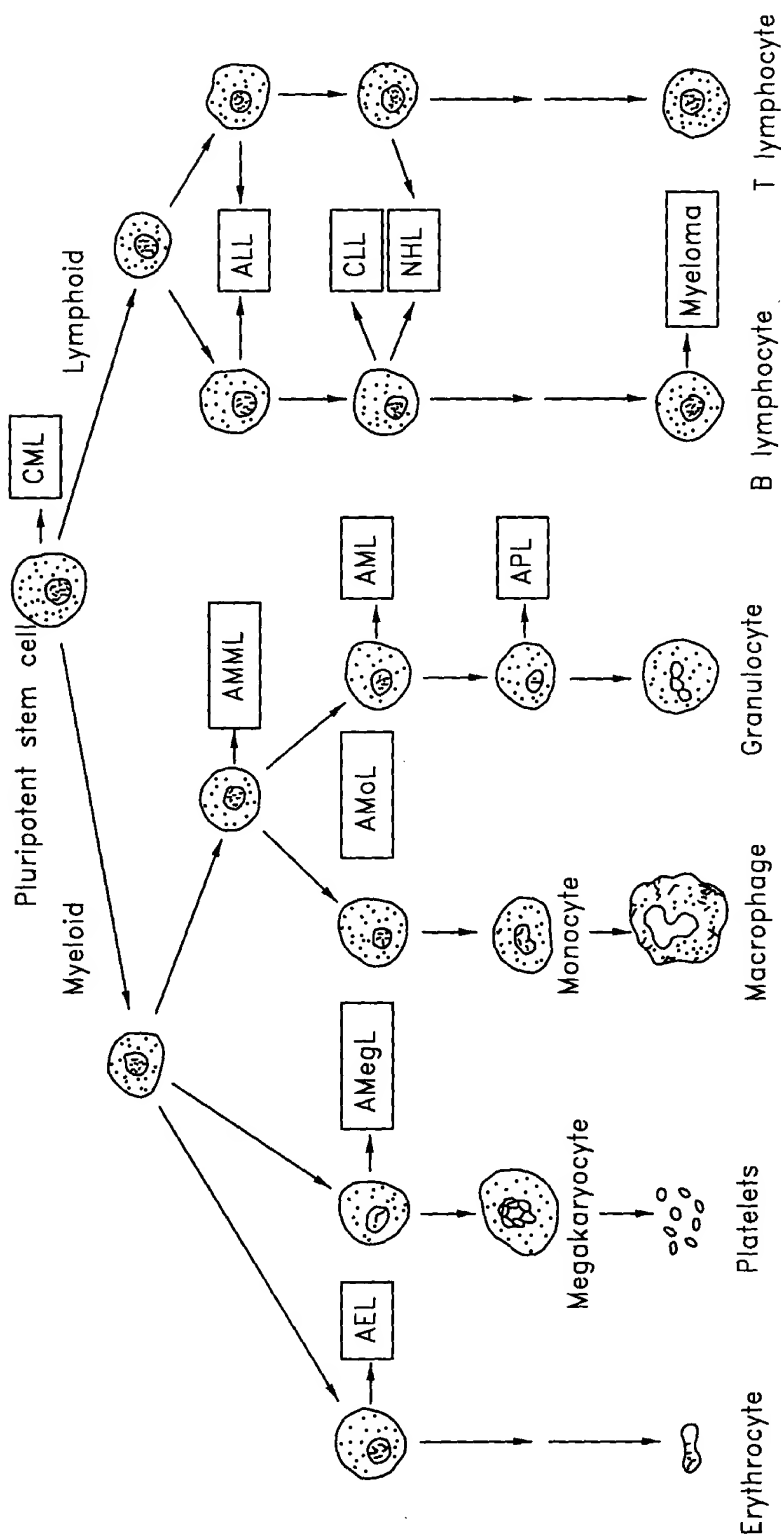 Pluripotent stem cell
CML
Myeloid
Lymphoid
AMML
ALL
AEL
AMegL
AMoL
AML
CLL
NHL
APL
Megakaryocyte
Monocyte
Myeloma
Erythrocyte
Platelets
Macrophage
Granulocyte
B lymphocyte
T lymphocyte